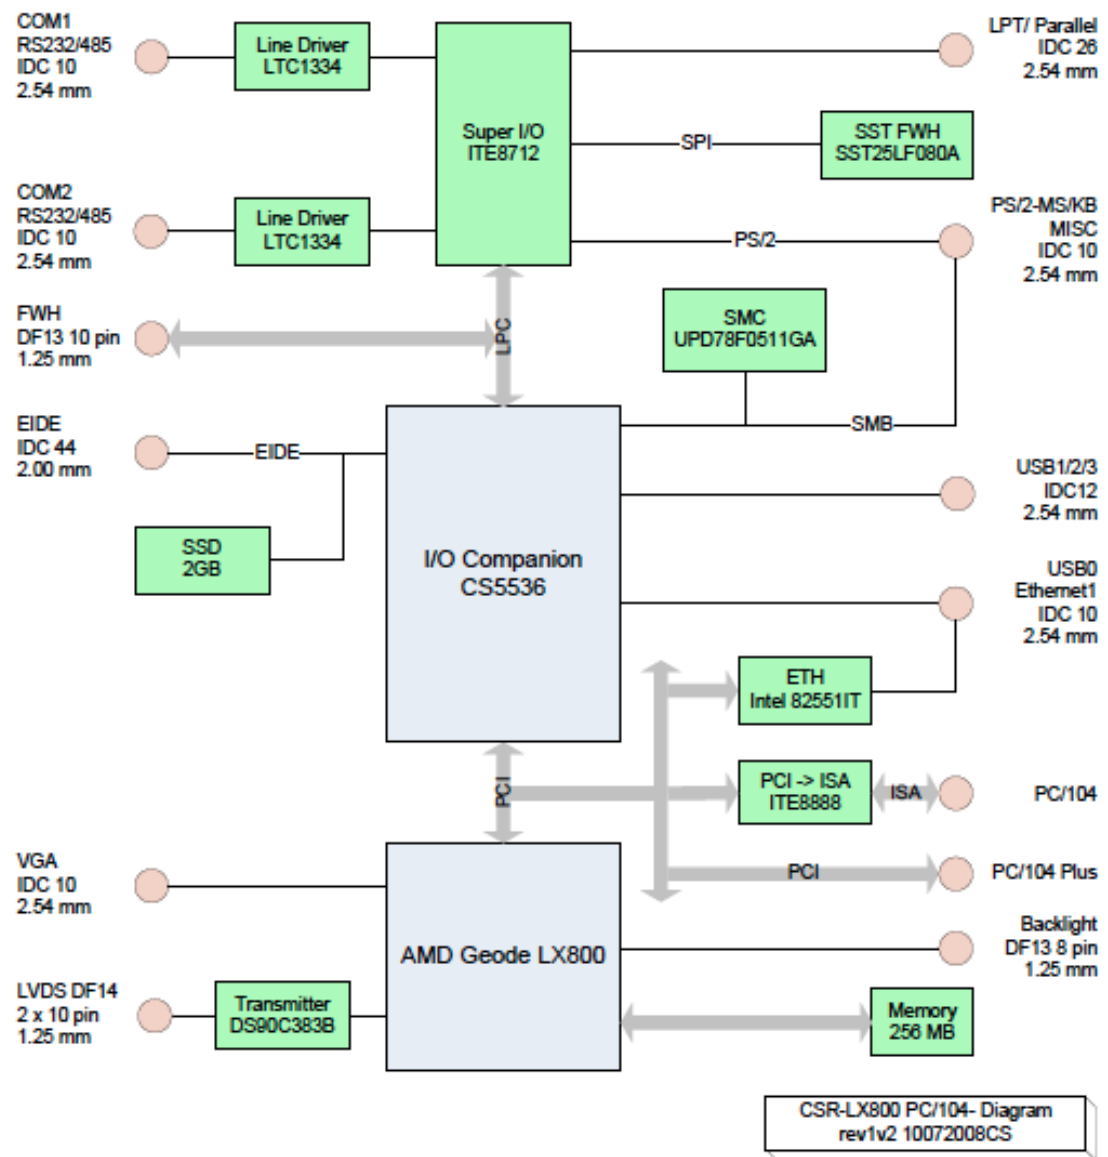 COM1
RS232/485
IDC 10
2.54 mm
Line Driver
LTC1334
Super I/O
ITE8712
LPT/ Parallel
IDC 26
2.54 mm
SPI
SST FWH
SST25LF080A
COM2
RS232/485
IDC 10
2.54 mm
Line Driver
LTC1334
PS/2
PS/2-MS/KB
MISC
IDC 10
2.54 mm
FWH
DF13 10 pin
1.25 mm
LPC
SMC
UPD78F0511GA
SMB
EIDE
IDC 44
2.00 mm
EIDE
SSD
2GB
I/O Companion
CS5536
USB1/2/3
IDC12
2.54 mm
USB0
Ethernet1
IDC 10
2.54 mm
ETH
Intel 82551IT
PCI
PCI -> ISA
ITE8888
ISA
PC/104
PCI
PC/104 Plus
VGA
IDC 10
2.54 mm
AMD Geode LX800
Backlight
DF13 8 pin
1.25 mm
LVDS DF14
2 x 10 pin
1.25 mm
Transmitter
DS90C383B
Memory
256 MB
CSR-LX800 PC/104- Diagram
rev1v2 10072008CS